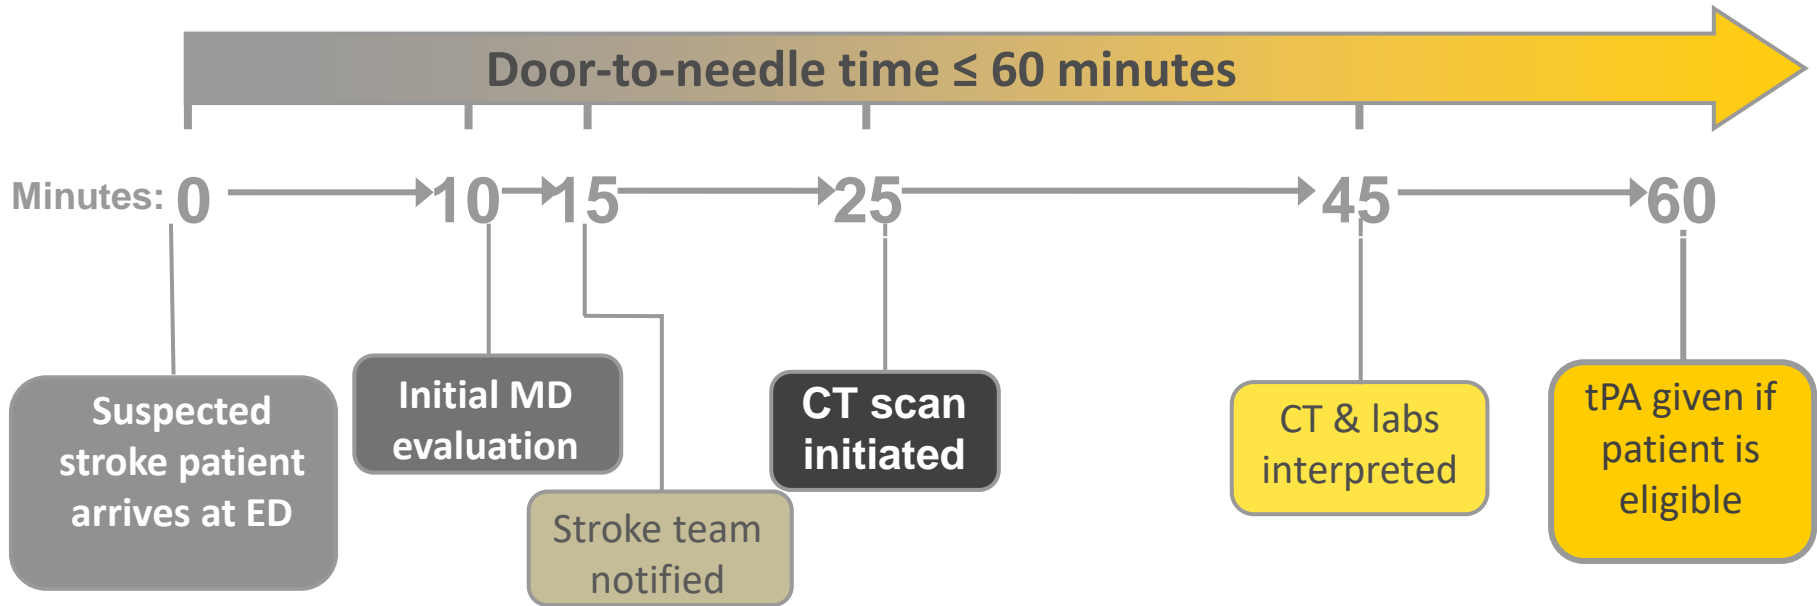 Door-to-needle time ≤ 60 minutes
Minutes: 0 10 15 25 45 60
Suspected
stroke patient
arrives at ED
Initial MD
evaluation
Stroke team
notified
CT scan
initiated
CT & labs
interpreted
tPA given if
patient is
eligible